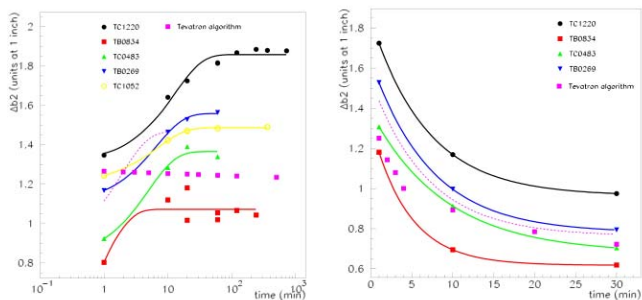 Δb2 (units at 1 inch)
TC1220
TB0834
TC0483
TB0269
TC1052
Tevatron algorithm
2
1.8
1.6
1.4
1.2
1
0.8
10⁻¹ 1 10 10² 10³
time (min)
Δb2 (units at 1 inch)
TC1220
TB0834
TC0483
TB0269
Tevatron algorithm
1.8
1.6
1.4
1.2
1
0.8
0.6
0 5 10 15 20 25 30
time (min)